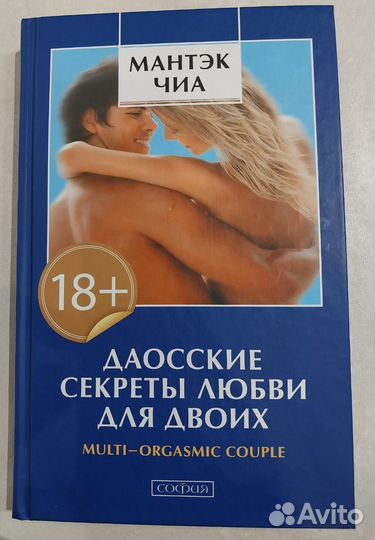 МАНТЭК
ЧИА
18+
ДАОССКИЕ
СЕКРЕТЫ ЛЮБВИ
ДЛЯ ДВОИХ
MULTI–ORGASMIC COUPLE
СОФИЯ
Avito